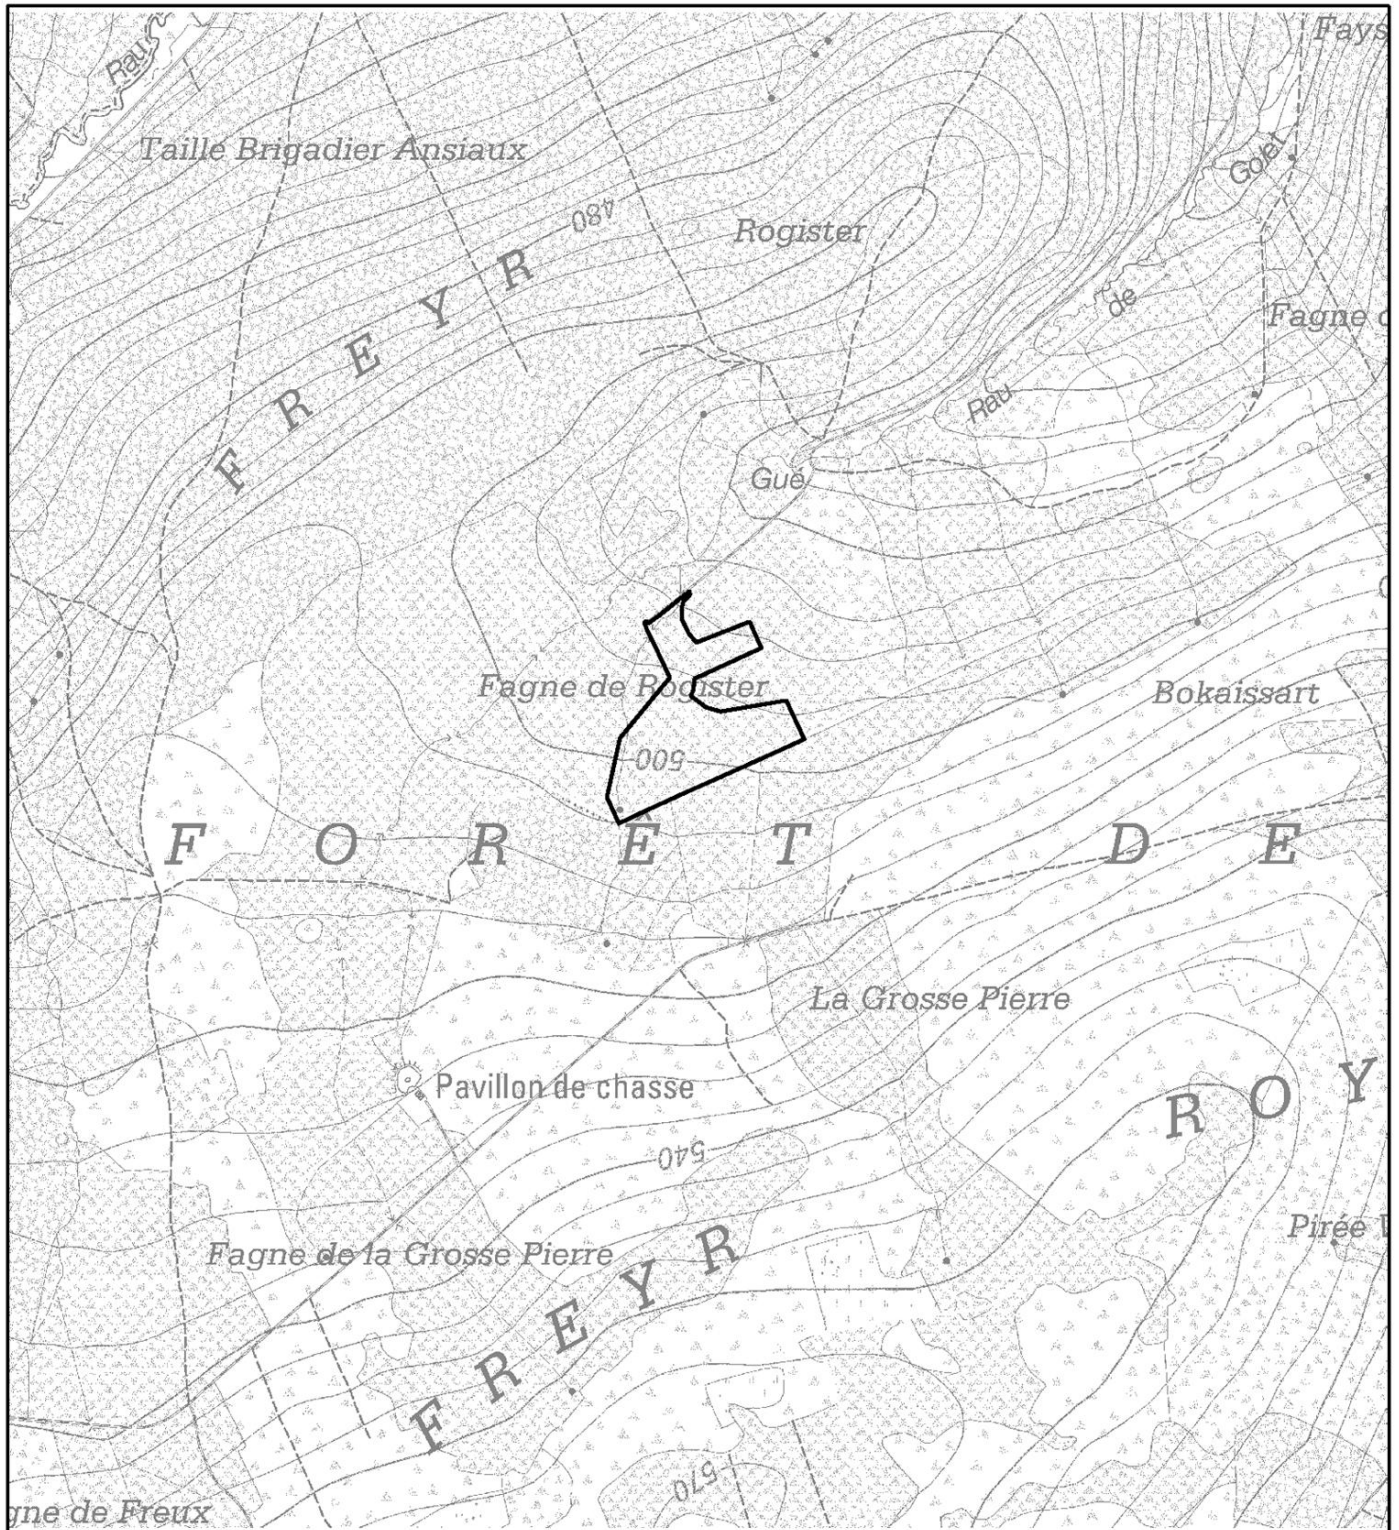 Fays
Rau
Taille Brigadier Ansiaux
Golet
480
Rogister
FREYR
de
Fagne
Rau
Gué
Fagne de Rogister
Bokaissart
500
FORET DE
La Grosse Pierre
Pavillon de chasse
ROY
540
Pirée
Fagne de la Grosse Pierre
FREYR
570
gne de Freux